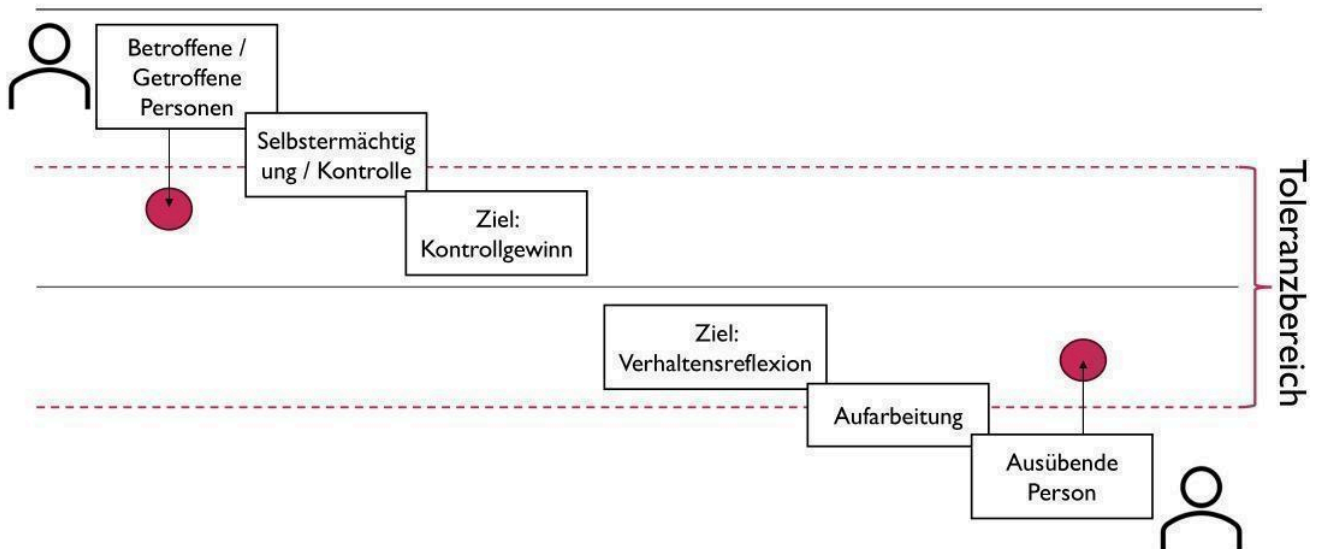 Betroffene /
Getroffene
Personen
Selbstermächtig
ung / Kontrolle
Ziel:
Kontrollgewinn
Toleranzbereich
Ziel:
Verhaltensreflexion
Aufarbeitung
Ausübende
Person